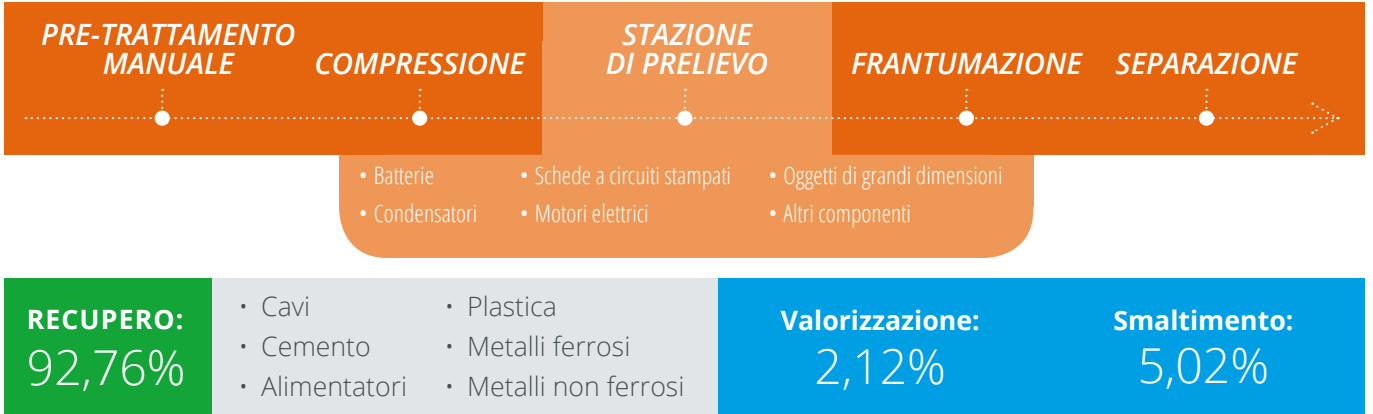 PRE-TRATTAMENTO
MANUALE
COMPRESSIONE
STAZIONE
DI PRELIEVO
FRANTUMAZIONE
SEPARAZIONE
• Batterie
• Condensatori
• Schede a circuiti stampati
• Motori elettrici
• Oggetti di grandi dimensioni
• Altri componenti
RECUPERO:
92,76%
• Cavi
• Cemento
• Alimentatori
• Plastica
• Metalli ferrosi
• Metalli non ferrosi
Valorizzazione:
2,12%
Smaltimento:
5,02%